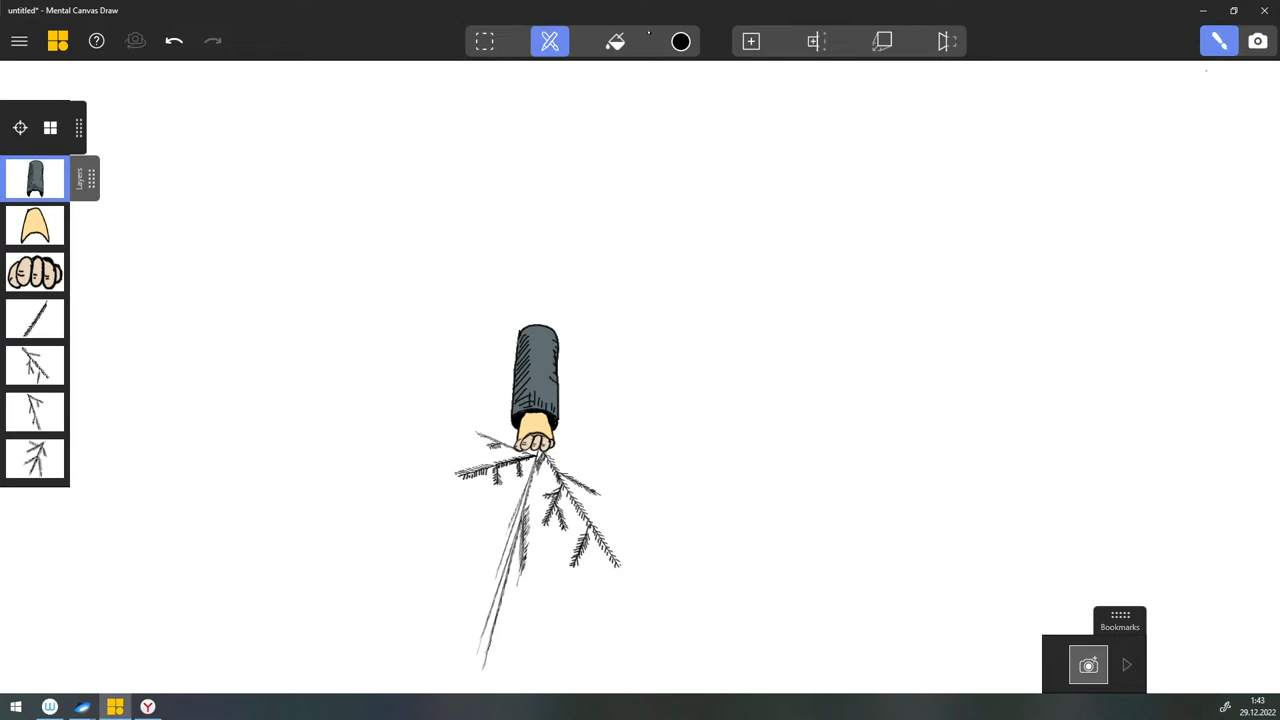 untitled* - Mental Canvas Draw
Layers
Bookmarks
1:43
29.12.2022